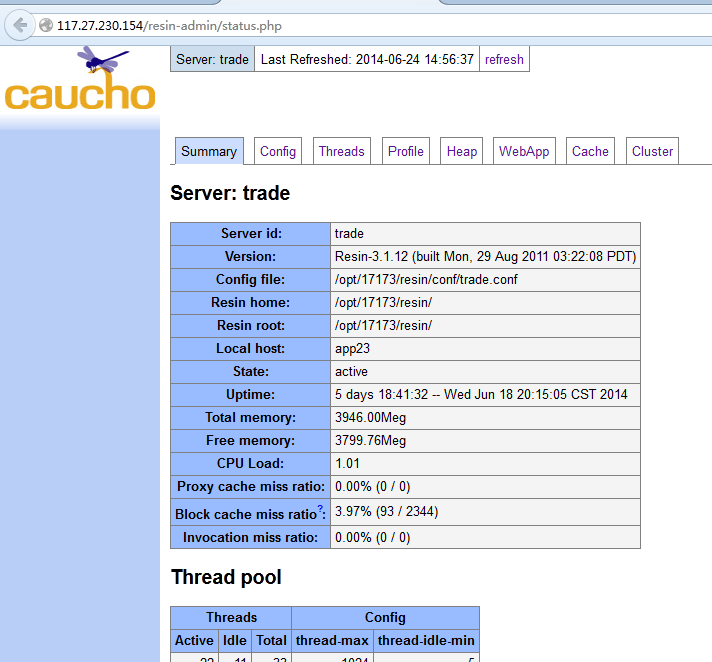 117.27.230.154/resin-admin/status.php
caucho
Server: trade Last Refreshed: 2014-06-24 14:56:37 refresh
Summary Config Threads Profile Heap WebApp Cache Cluster
Server: trade
Server id: trade
Version: Resin-3.1.12 (built Mon, 29 Aug 2011 03:22:08 PDT)
Config file: /opt/17173/resin/conf/trade.conf
Resin home: /opt/17173/resin/
Resin root: /opt/17173/resin/
Local host: app23
State: active
Uptime: 5 days 18:41:32 -- Wed Jun 18 20:15:05 CST 2014
Total memory: 3946.00Meg
Free memory: 3799.76Meg
CPU Load: 1.01
Proxy cache miss ratio: 0.00% (0 / 0)
Block cache miss ratio?: 3.97% (93 / 2344)
Invocation miss ratio: 0.00% (0 / 0)
Thread pool
Threads Config
Active Idle Total thread-max thread-idle-min